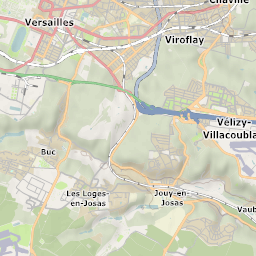 Chaville
Versailles
Viroflay
Vélizy-
Villacoubla
Buc
Les Loges-
en-Josas
Jouy-en-
Josas
Vaub